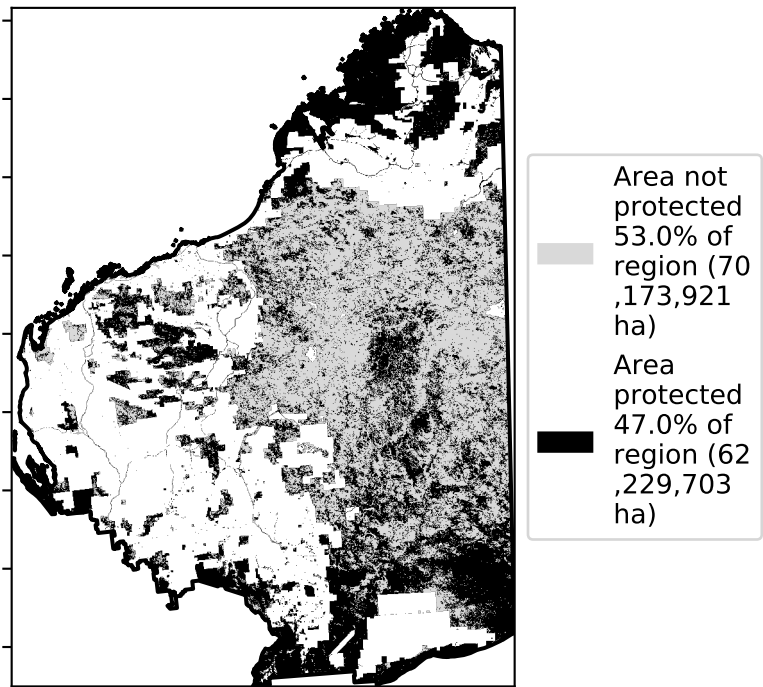 Area not
protected
53.0% of
region (70
,173,921
ha)
Area
protected
47.0% of
region (62
,229,703
ha)